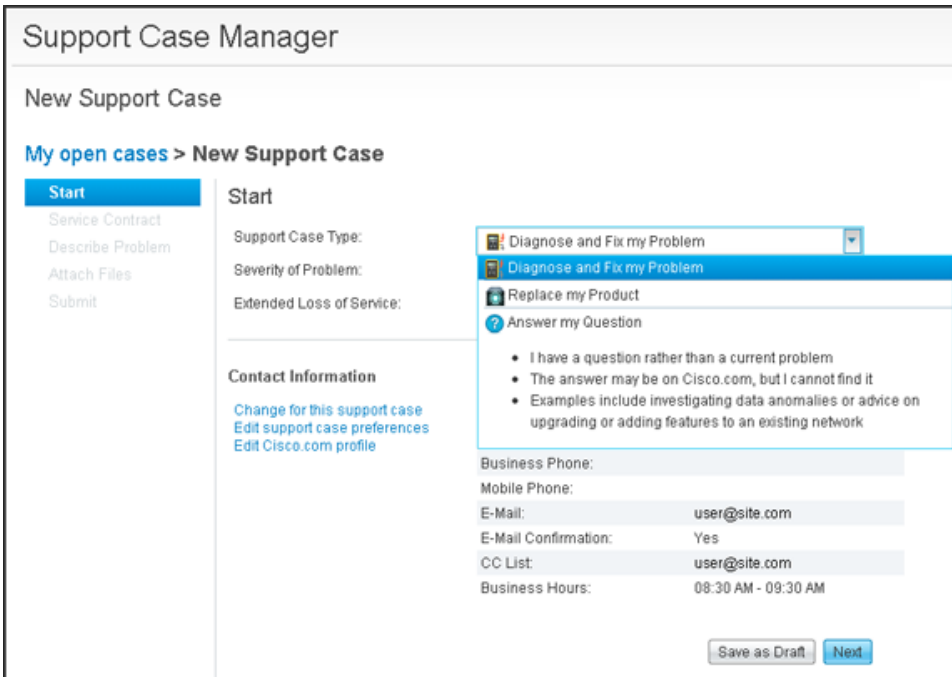 Support Case Manager
New Support Case
My open cases > New Support Case
Start
Service Contract
Describe Problem
Attach Files
Submit
Start
Support Case Type:
Diagnose and Fix my Problem
Diagnose and Fix my Problem
Replace my Product
Answer my Question
• I have a question rather than a current problem
• The answer may be on Cisco.com, but I cannot find it
• Examples include investigating data anomalies or advice on
upgrading or adding features to an existing network
Severity of Problem:
Extended Loss of Service:
Contact Information
Change for this support case
Edit support case preferences
Edit Cisco.com profile
Business Phone:
Mobile Phone:
E-Mail: user@site.com
E-Mail Confirmation: Yes
CC List: user@site.com
Business Hours: 08:30 AM - 09:30 AM
Save as Draft
Next